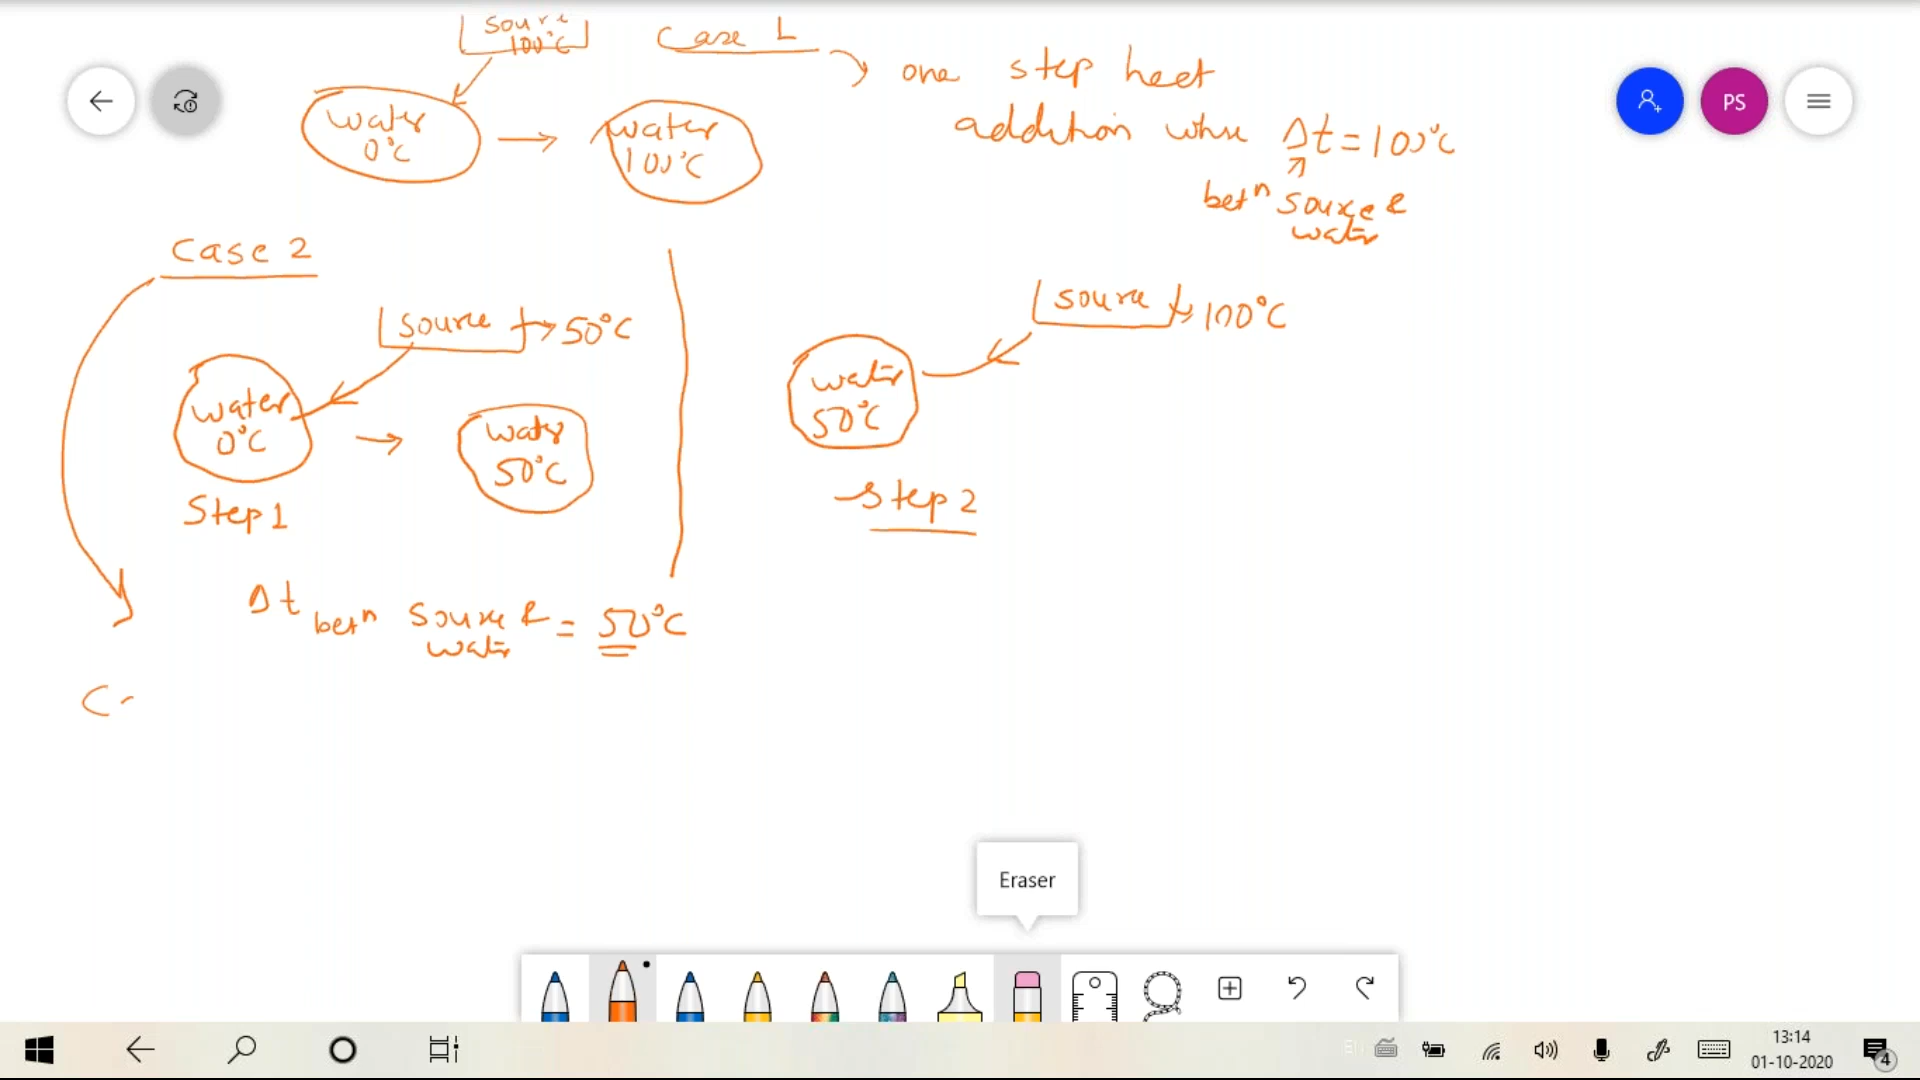 source
100°C
Case 1
one step heat
addition whre Δt = 100°C
betⁿ source &
water
water
0°C
water
100°C
PS
Case 2
source
50°C
water
0°C
water
50°C
Step 1
source
100°C
water
50°C
Step 2
Δt betⁿ source & = 50°C
water
Eraser
13:14
01-10-2020
4